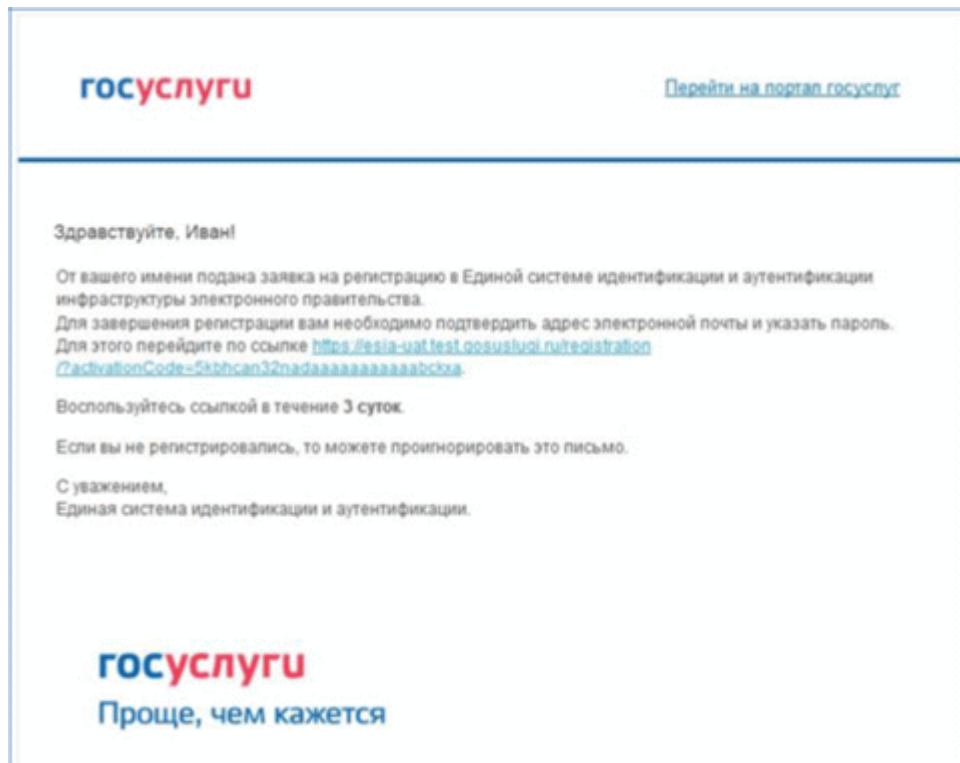 госуслуги
Перейти на портал госуслуг
Здравствуйте, Иван!
От вашего имени подана заявка на регистрацию в Единой системе идентификации и аутентификации
инфраструктуры электронного правительства.
Для завершения регистрации вам необходимо подтвердить адрес электронной почты и указать пароль.
Для этого перейдите по ссылке https://esia-uat.test.gosuslugi.ru/registration
/?activationCode=5kbhcan32nadaaaaaaaaaaabckxa.
Воспользуйтесь ссылкой в течение 3 суток.
Если вы не регистрировались, то можете проигнорировать это письмо.
С уважением,
Единая система идентификации и аутентификации.
госуслуги
Проще, чем кажется